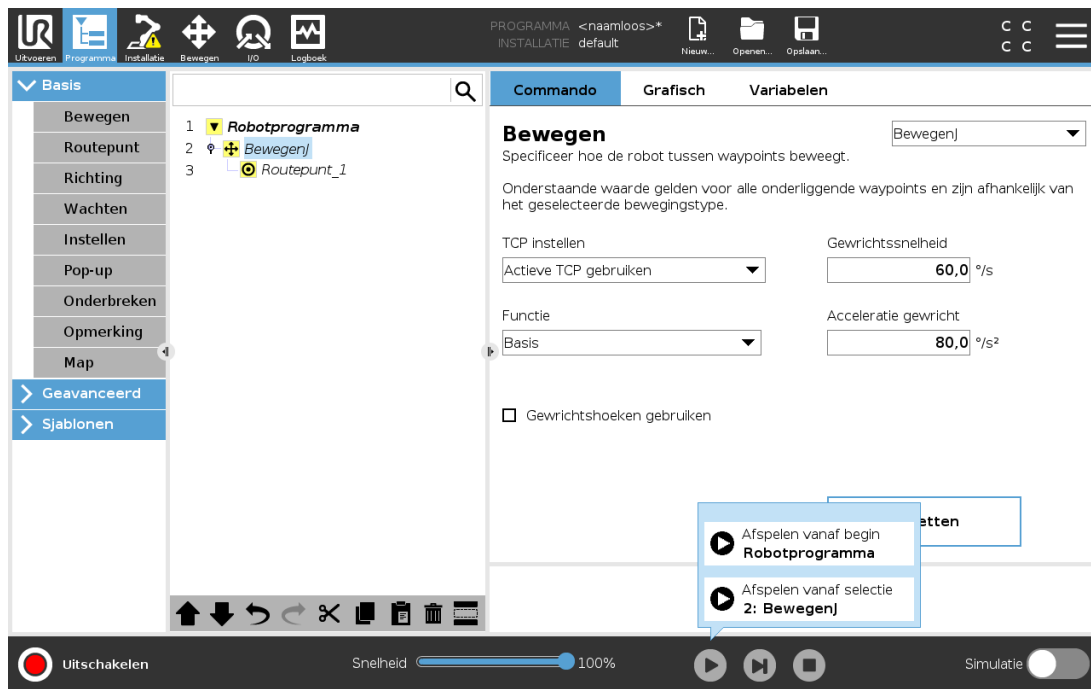 PROGRAMMA <naamloos>*
INSTALLATIE default
Uitvoeren Programma Installatie Bewegen I/O Logboek
Nieuw... Openen... Opslaan...
C C
C C
Basis
Bewegen
Routepunt
Richting
Wachten
Instellen
Pop-up
Onderbreken
Opmerking
Map
Geavanceerd
Sjablonen
1 Robotprogramma
2 BewegenJ
3 Routepunt_1
Commando Grafisch Variabelen
Bewegen
BewegenJ
Specificeer hoe de robot tussen waypoints beweegt.
Onderstaande waarde gelden voor alle onderliggende waypoints en zijn afhankelijk van
het geselecteerde bewegingstype.
TCP instellen Gewrichtssnelheid
Actieve TCP gebruiken 60,0 °/s
Functie Acceleratie gewricht
Basis 80,0 °/s²
Gewrichtshoeken gebruiken
Afspelen vanaf begin
Robotprogramma
Afspelen vanaf selectie
2: BewegenJ
Uitschakelen
Snelheid 100%
Simulatie